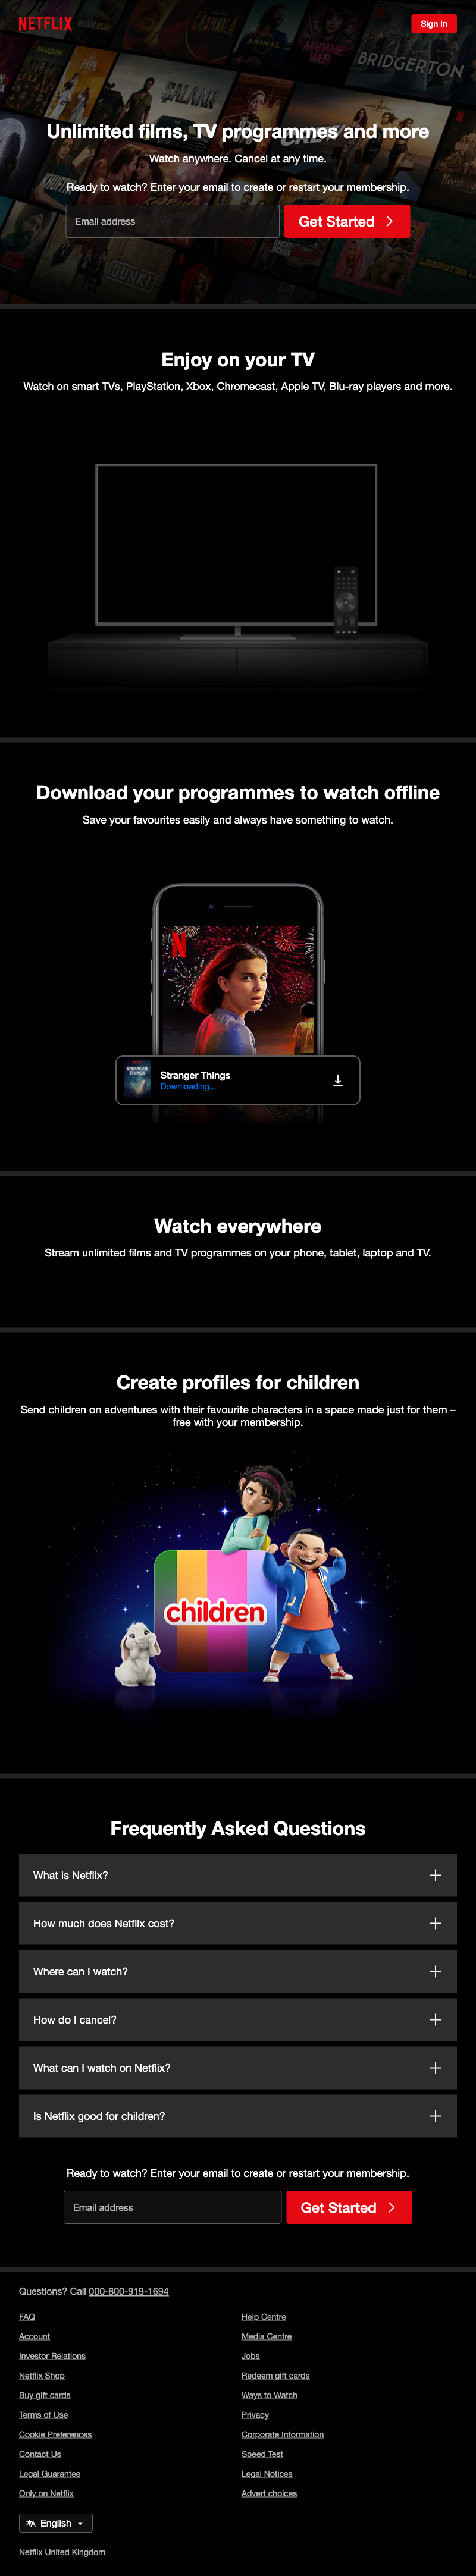 NETFLIX
Sign In
ANIMAL
MADAME
WEB
BRIDGERTON
SALAAR
CREW
Unlimited films, TV programmes and more
Watch anywhere. Cancel at any time.
Ready to watch? Enter your email to create or restart your membership.
Email address
Get Started
DUNKI
Enjoy on your TV
Watch on smart TVs, PlayStation, Xbox, Chromecast, Apple TV, Blu-ray players and more.
Download your programmes to watch offline
Save your favourites easily and always have something to watch.
N
STRANGER
THINGS
Stranger Things
Downloading...
Watch everywhere
Stream unlimited films and TV programmes on your phone, tablet, laptop and TV.
Create profiles for children
Send children on adventures with their favourite characters in a space made just for them –
free with your membership.
children
Frequently Asked Questions
What is Netflix?
How much does Netflix cost?
Where can I watch?
How do I cancel?
What can I watch on Netflix?
Is Netflix good for children?
Ready to watch? Enter your email to create or restart your membership.
Email address
Get Started
Questions? Call 000-800-919-1694
FAQ
Help Centre
Account
Media Centre
Investor Relations
Jobs
Netflix Shop
Redeem gift cards
Buy gift cards
Ways to Watch
Terms of Use
Privacy
Cookie Preferences
Corporate Information
Contact Us
Speed Test
Legal Guarantee
Legal Notices
Only on Netflix
Advert choices
English
Netflix United Kingdom